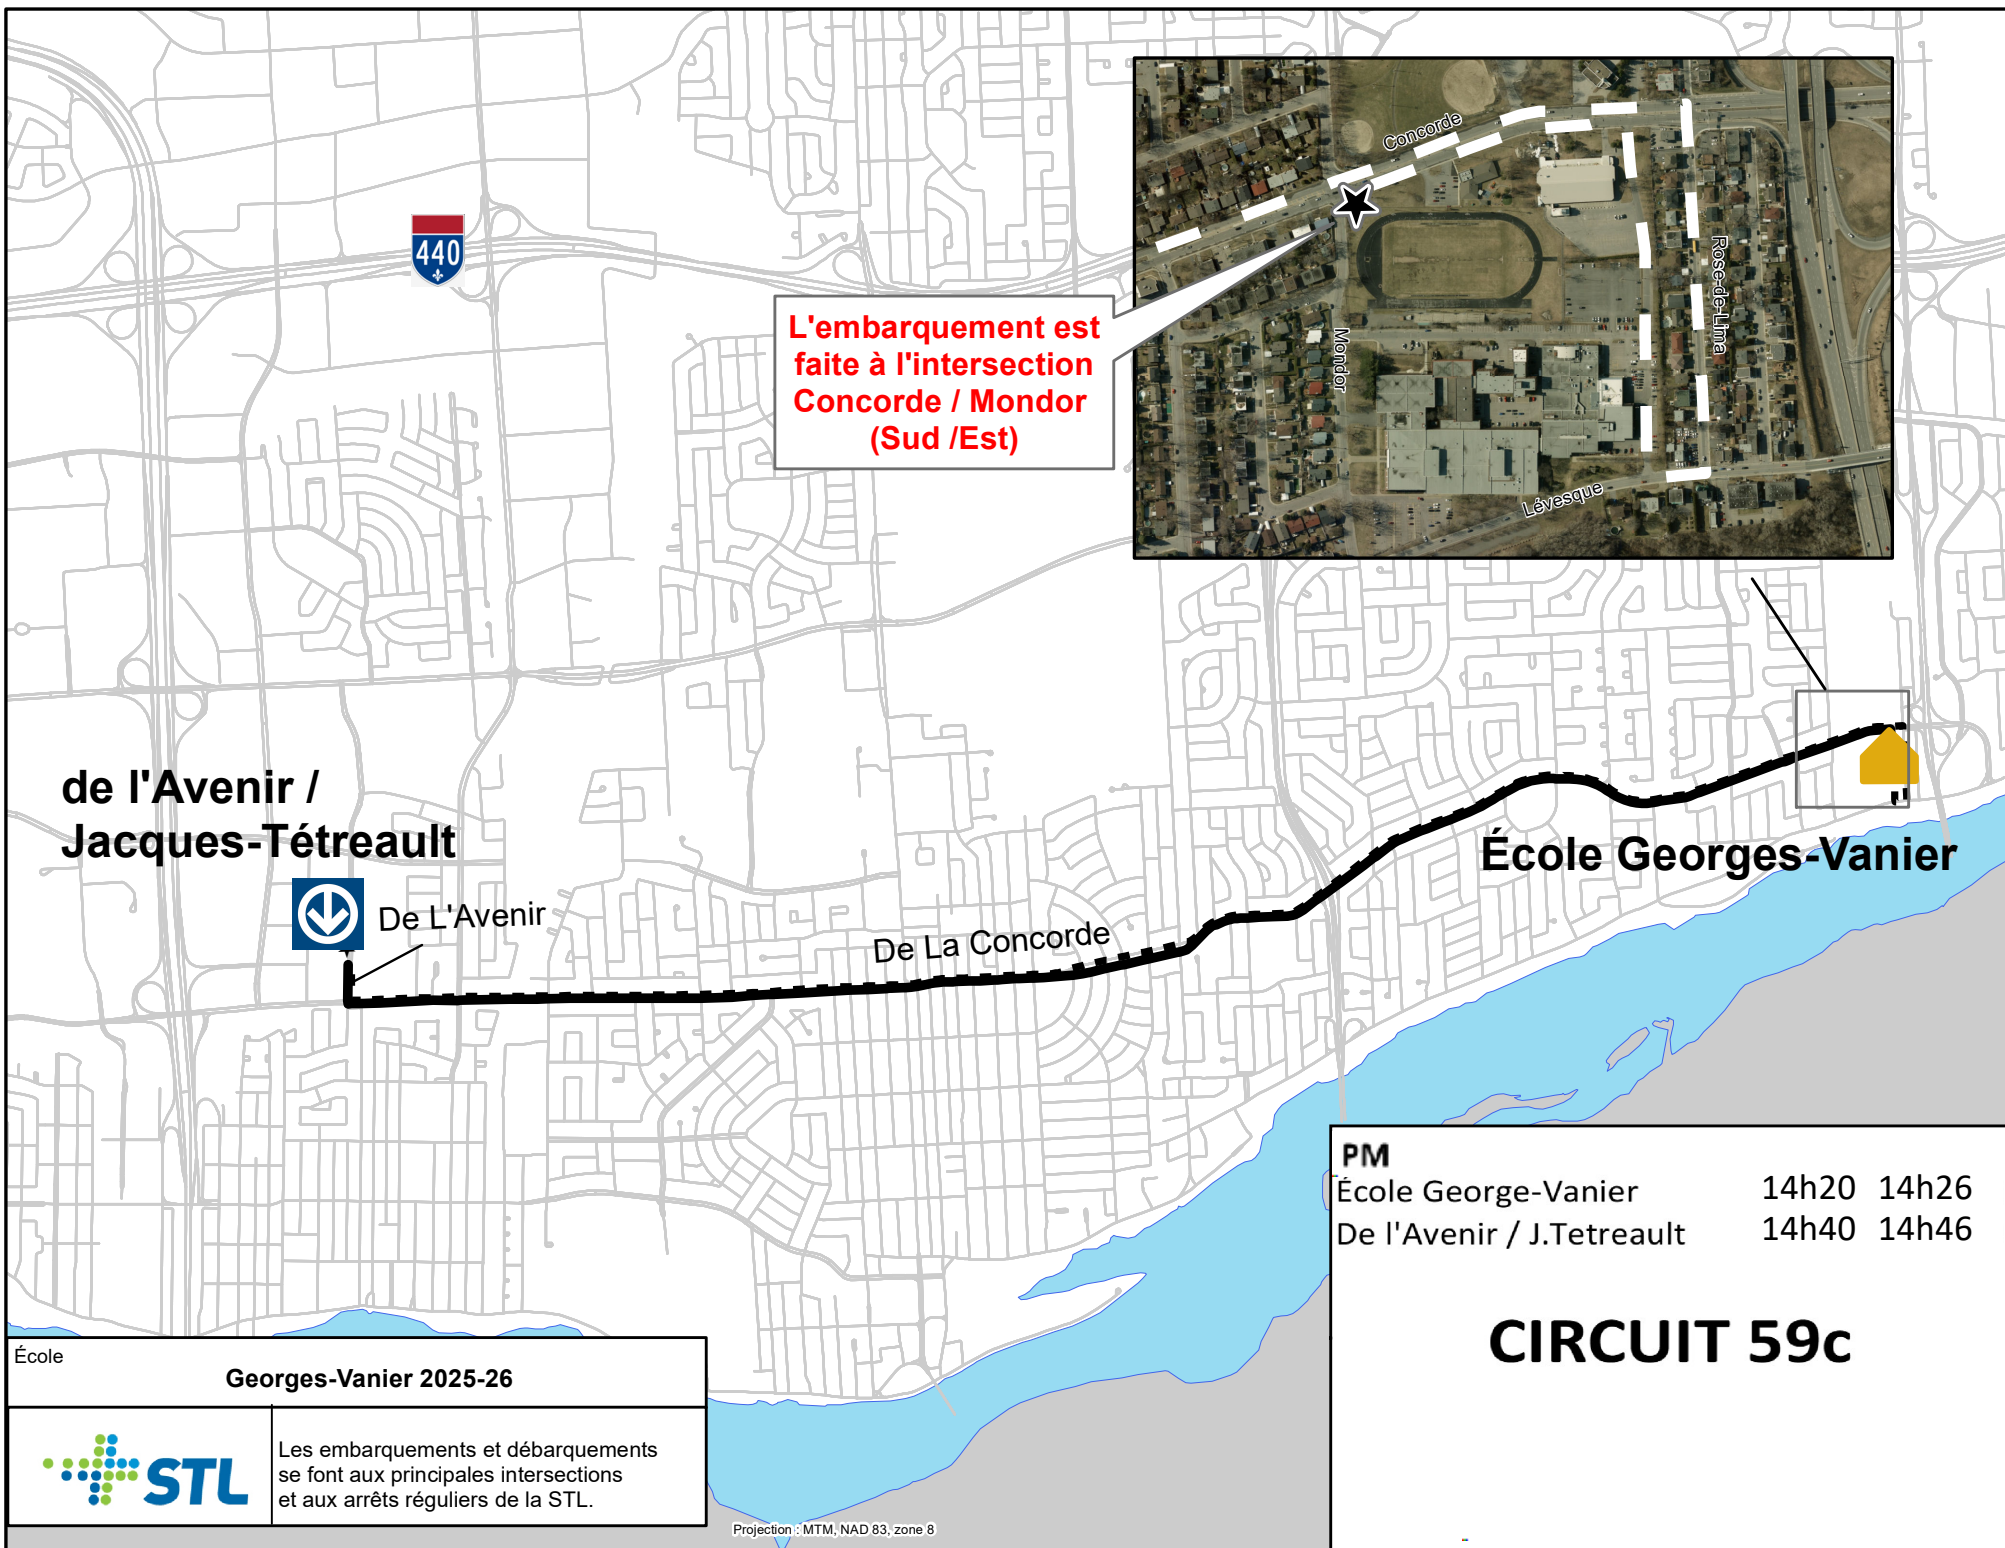 440
Concorde
Rose-de-Lima
Mondor
Lévesque
L'embarquement est
faite à l'intersection
Concorde / Mondor
(Sud /Est)
de l'Avenir /
Jacques-Tétreault
De L'Avenir
De La Concorde
École Georges-Vanier
PM
École George-Vanier 14h20 14h26
De l'Avenir / J.Tetreault 14h40 14h46
CIRCUIT 59c
École
Georges-Vanier 2025-26
STL
Les embarquements et débarquements
se font aux principales intersections
et aux arrêts réguliers de la STL.
Projection : MTM, NAD 83, zone 8